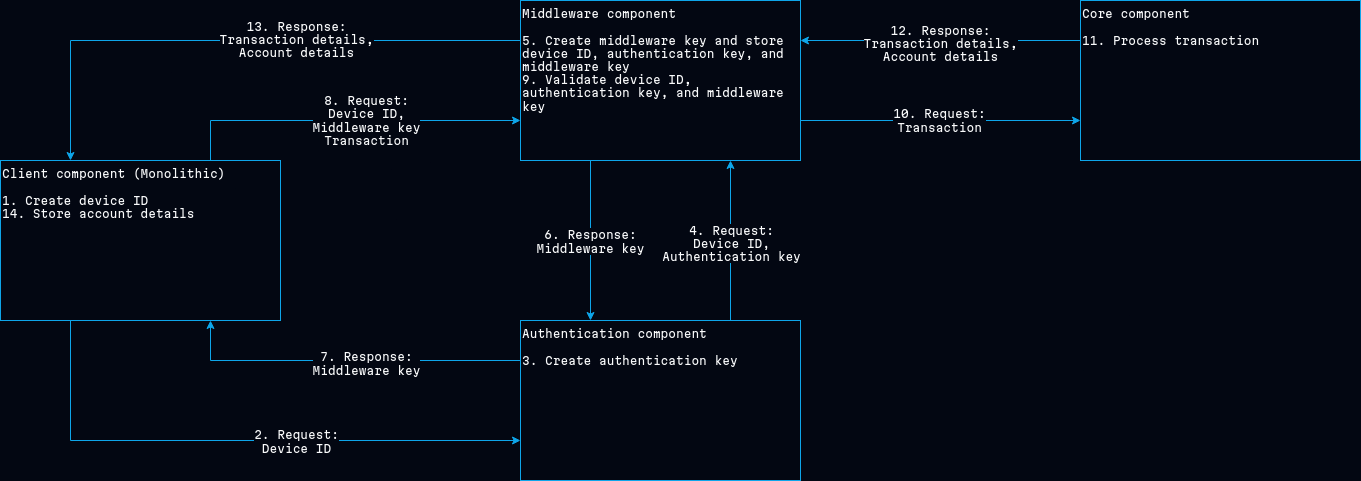 13. Response:
Transaction details,
Account details
Middleware component
5. Create middleware key and store
device ID, authentication key, and
middleware key
9. Validate device ID,
authentication key, and middleware
key
12. Response:
Transaction details,
Account details
Core component
11. Process transaction
8. Request:
Device ID,
Middleware key
Transaction
10. Request:
Transaction
Client component (Monolithic)
1. Create device ID
14. Store account details
6. Response:
Middleware key
4. Request:
Device ID,
Authentication key
7. Response:
Middleware key
Authentication component
3. Create authentication key
2. Request:
Device ID